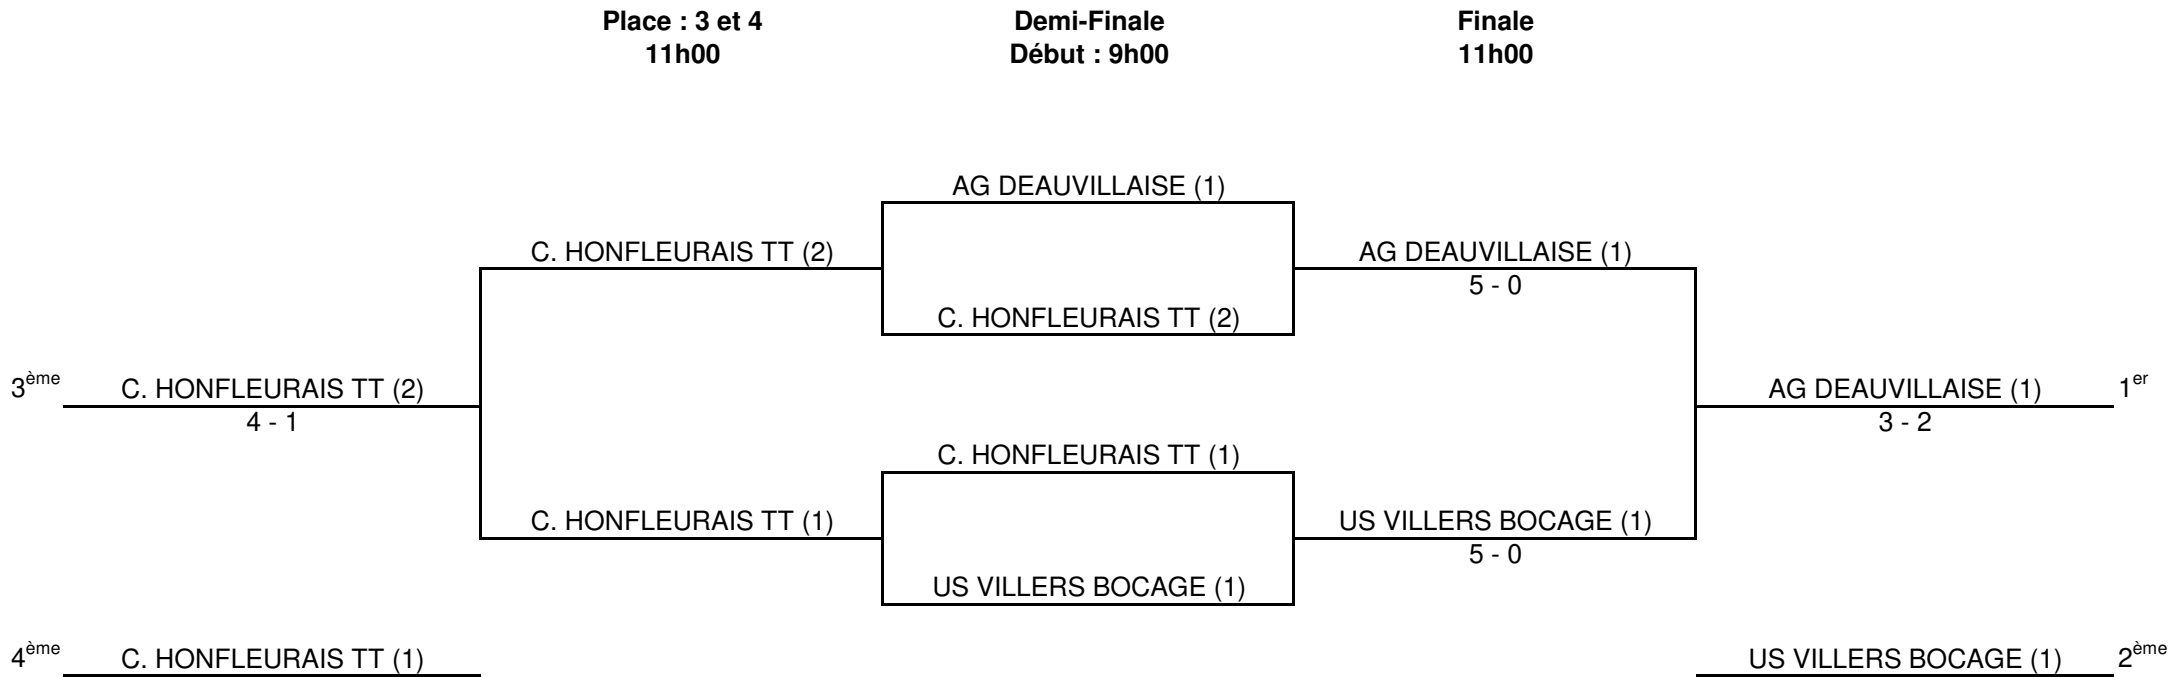 Place : 3 et 4
11h00
Demi-Finale
Début : 9h00
Finale
11h00
AG DEAUVILLAISE (1)
C. HONFLEURAIS TT (2)
AG DEAUVILLAISE (1)
5 - 0
C. HONFLEURAIS TT (2)
3ème
C. HONFLEURAIS TT (2)
4 - 1
AG DEAUVILLAISE (1)
1er
3 - 2
C. HONFLEURAIS TT (1)
C. HONFLEURAIS TT (1)
US VILLERS BOCAGE (1)
5 - 0
US VILLERS BOCAGE (1)
4ème
C. HONFLEURAIS TT (1)
US VILLERS BOCAGE (1)
2ème